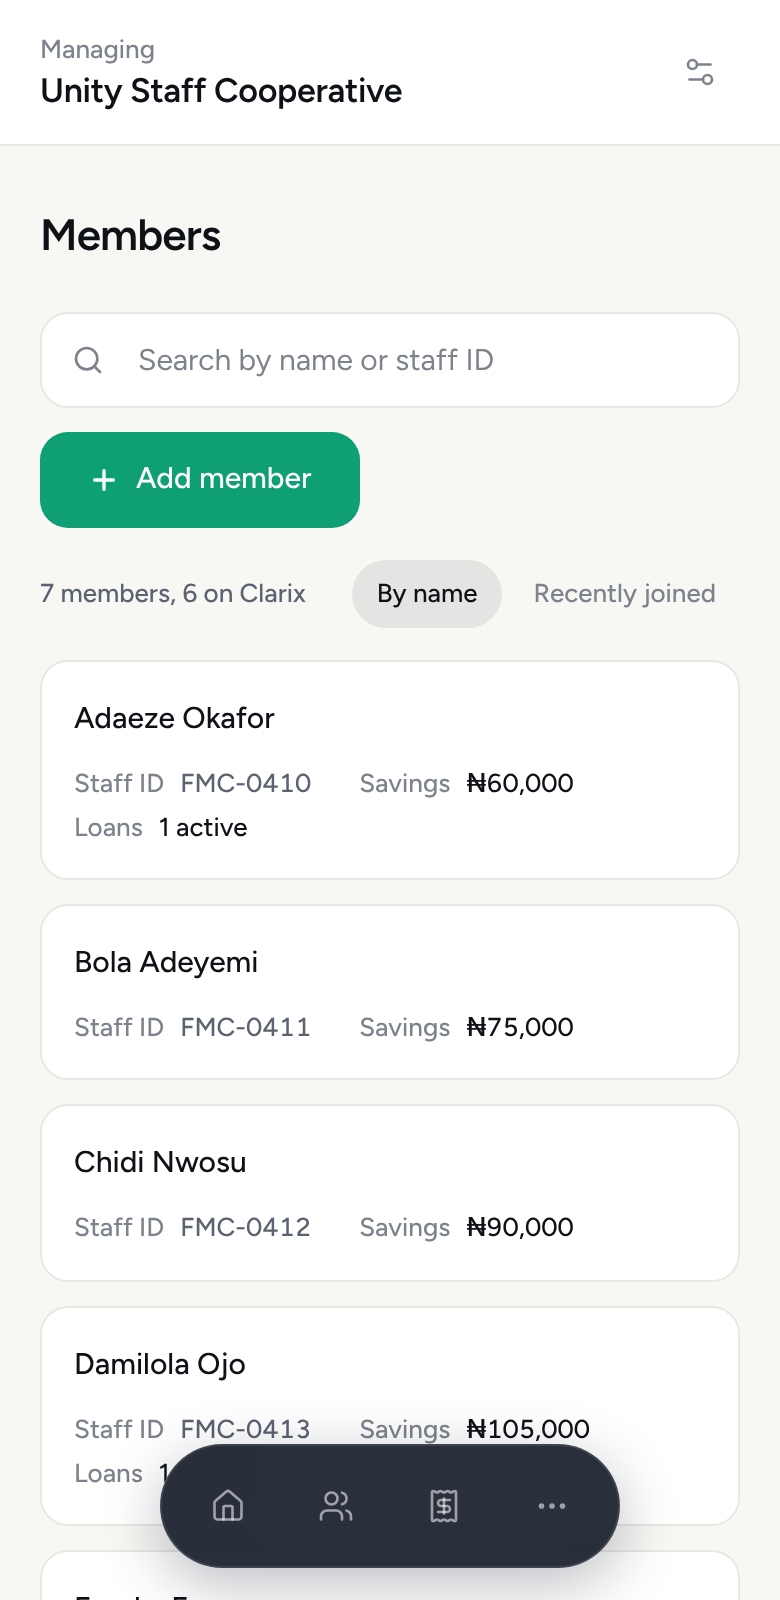 Managing
Unity Staff Cooperative
Members
Search by name or staff ID
+ Add member
7 members, 6 on Clarix By name Recently joined
Adaeze Okafor
Staff ID FMC-0410 Savings ₦60,000
Loans 1 active
Bola Adeyemi
Staff ID FMC-0411 Savings ₦75,000
Chidi Nwosu
Staff ID FMC-0412 Savings ₦90,000
Damilola Ojo
Staff ID FMC-0413 Savings ₦105,000
Loans 1